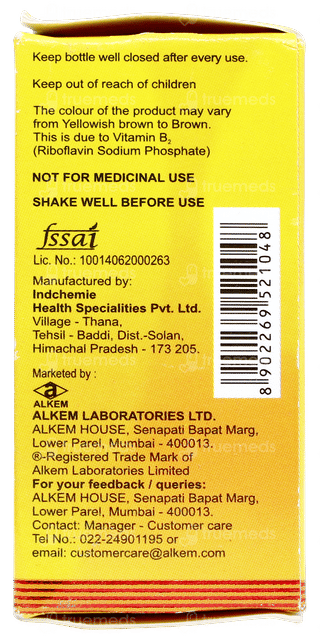 Keep bottle well closed after every use.
Keep out of reach of children
The colour of the product may vary
from Yellowish brown to Brown.
This is due to Vitamin B₂
(Riboflavin Sodium Phosphate)
NOT FOR MEDICINAL USE
SHAKE WELL BEFORE USE
fssai
Lic. No.: 10014062000263
Manufactured by:
Indchemie
Health Specialities Pvt. Ltd.
Village - Thana,
Tehsil - Baddi, Dist.-Solan,
Himachal Pradesh - 173 205.
8902269521048
Marketed by :
ALKEM
ALKEM LABORATORIES LTD.
ALKEM HOUSE, Senapati Bapat Marg,
Lower Parel, Mumbai - 400013.
®-Registered Trade Mark of
Alkem Laboratories Limited
For your feedback / queries:
ALKEM HOUSE, Senapati Bapat Marg,
Lower Parel, Mumbai - 400013.
Contact: Manager - Customer care
Tel No.: 022-24901195 or
email: customercare@alkem.com
truemeds